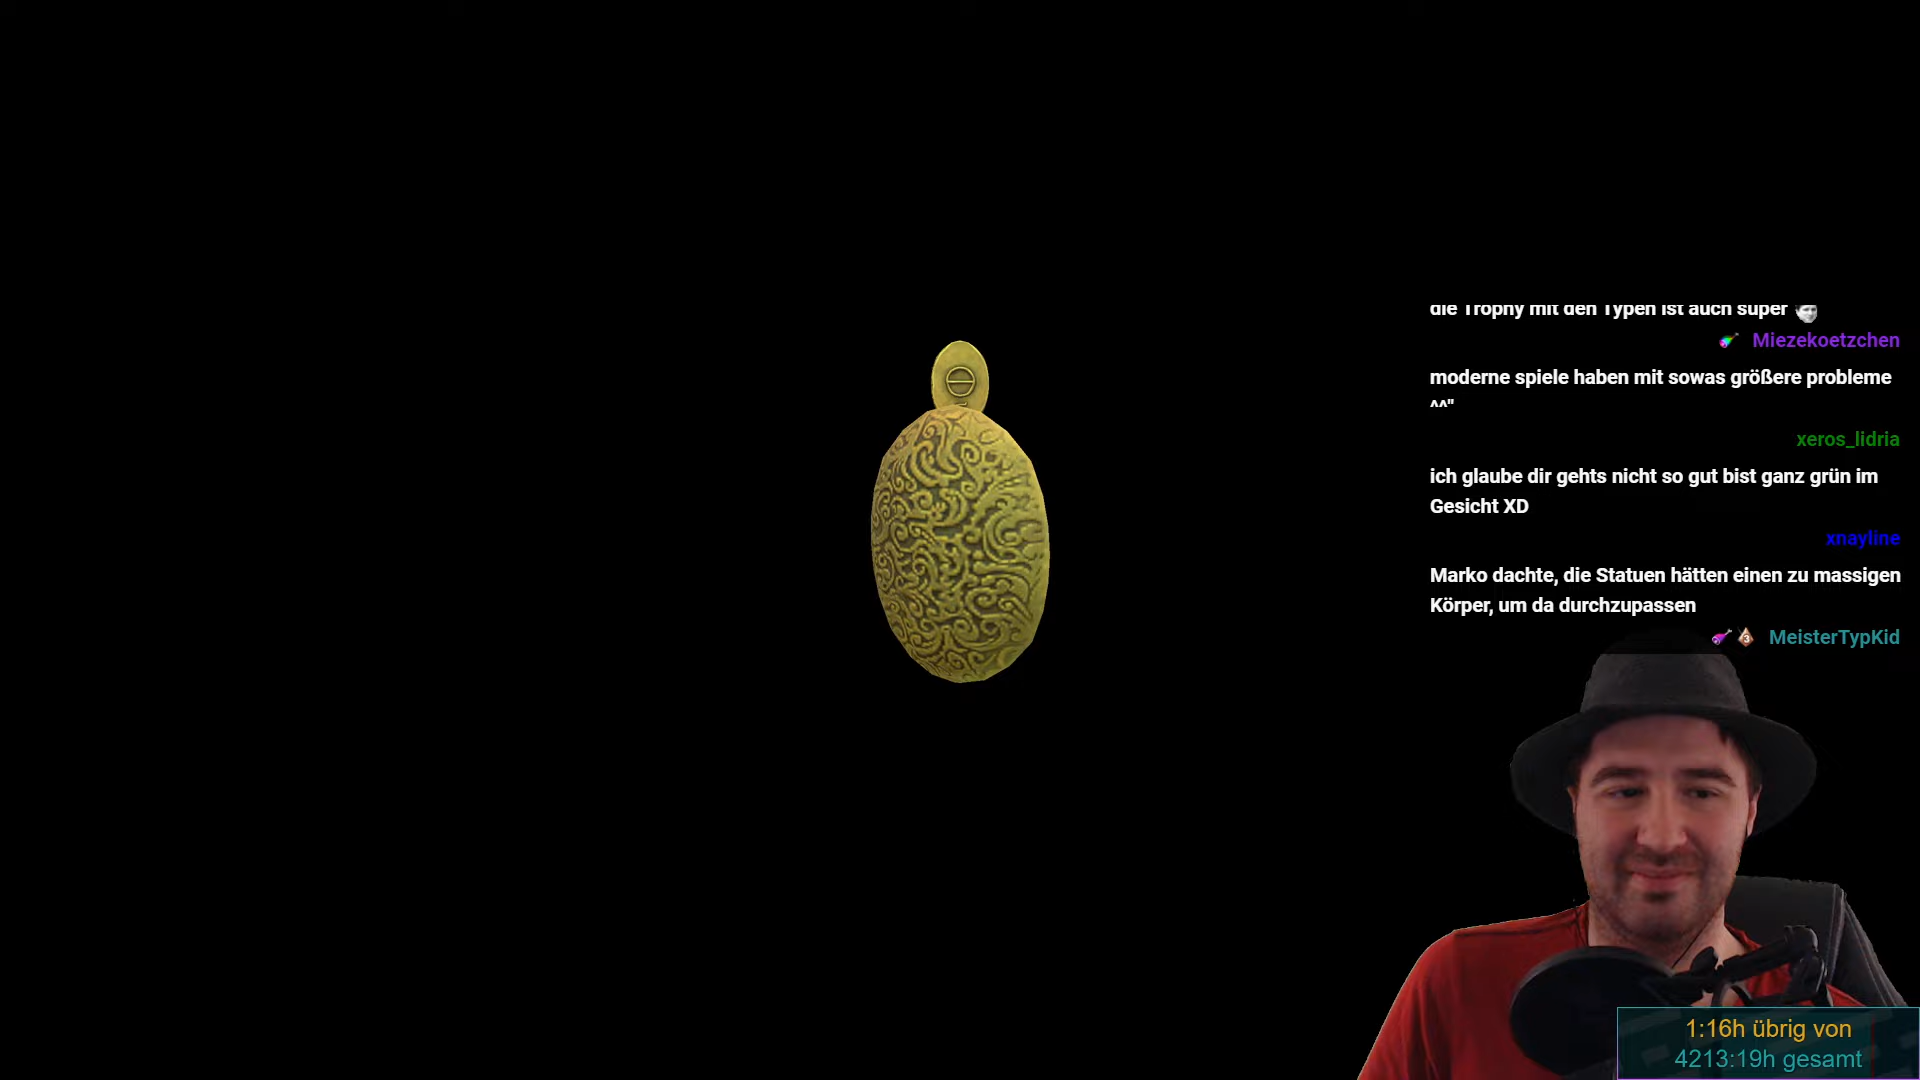 die Trophy mit den Typen ist auch super
Miezekoetzchen
moderne spiele haben mit sowas größere probleme
^^"
xeros_lidria
ich glaube dir gehts nicht so gut bist ganz grün im
Gesicht XD
xnayline
Marko dachte, die Statuen hätten einen zu massigen
Körper, um da durchzupassen
3 MeisterTypKid
1:16h übrig von
4213:19h gesamt